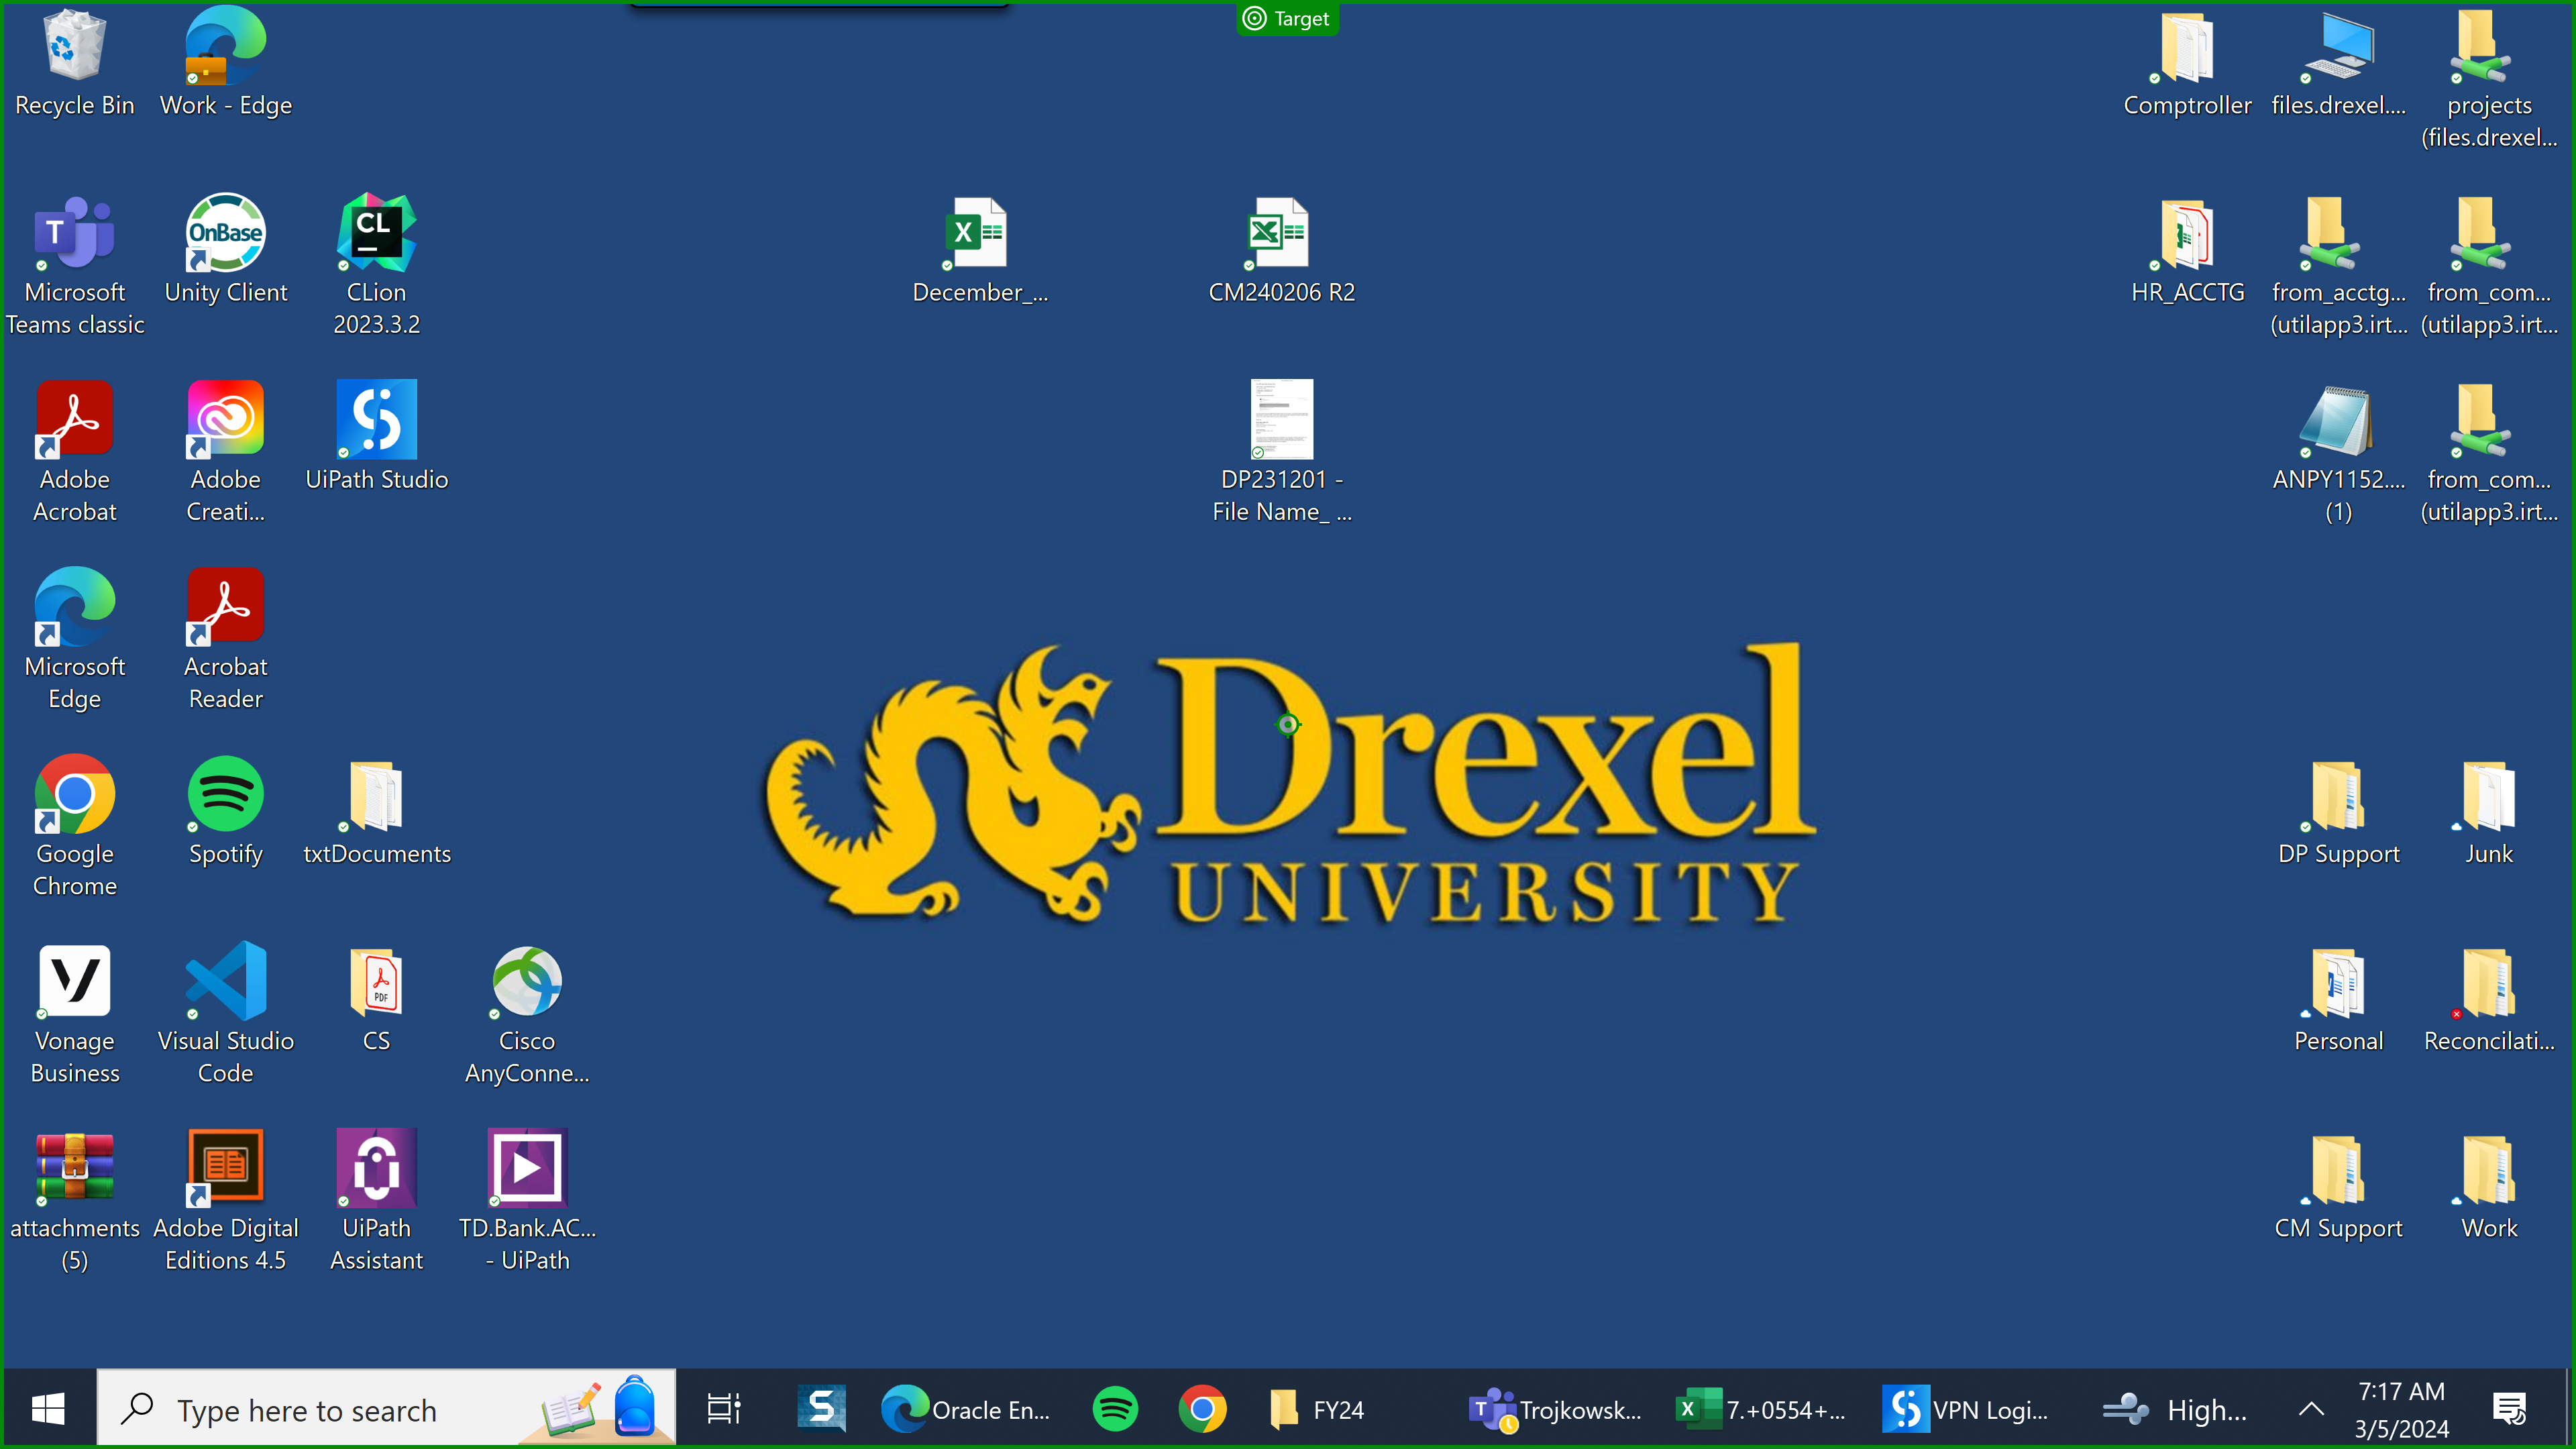 Target
Recycle Bin
Work - Edge
Comptroller
files.drexel....
projects
(files.drexel...
T
Microsoft
Teams classic
OnBase
Unity Client
CL
CLion
2023.3.2
X
December_...
CM240206 R2
HR_ACCTG
from_acctg...
(utilapp3.irt...
from_com...
(utilapp3.irt...
Adobe
Acrobat
Adobe
Creati...
UiPath Studio
DP231201 -
File Name_ ...
ANPY1152....
(1)
from_com...
(utilapp3.irt...
Microsoft
Edge
Acrobat
Reader
Drexel
UNIVERSITY
Google
Chrome
Spotify
txtDocuments
DP Support
Junk
Vonage
Business
Visual Studio
Code
PDF
CS
Cisco
AnyConne...
Personal
Reconcilati...
attachments
(5)
Adobe Digital
Editions 4.5
UiPath
Assistant
TD.Bank.AC...
- UiPath
CM Support
Work
Type here to search
S
Oracle En...
FY24
T
Trojkowsk...
X
7.+0554+...
VPN Logi...
High...
7:17 AM
3/5/2024